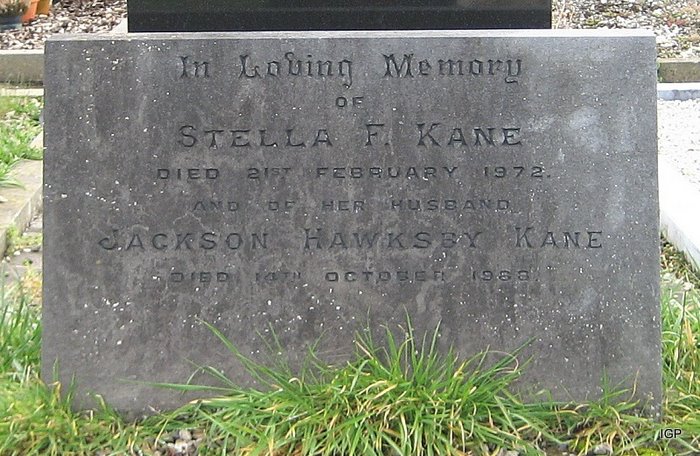 In Loving Memory
OF
STELLA F. KANE
DIED 21ST FEBRUARY 1972.
AND OF HER HUSBAND
JACKSON HAWKSBY KANE
DIED 14TH OCTOBER
IGP